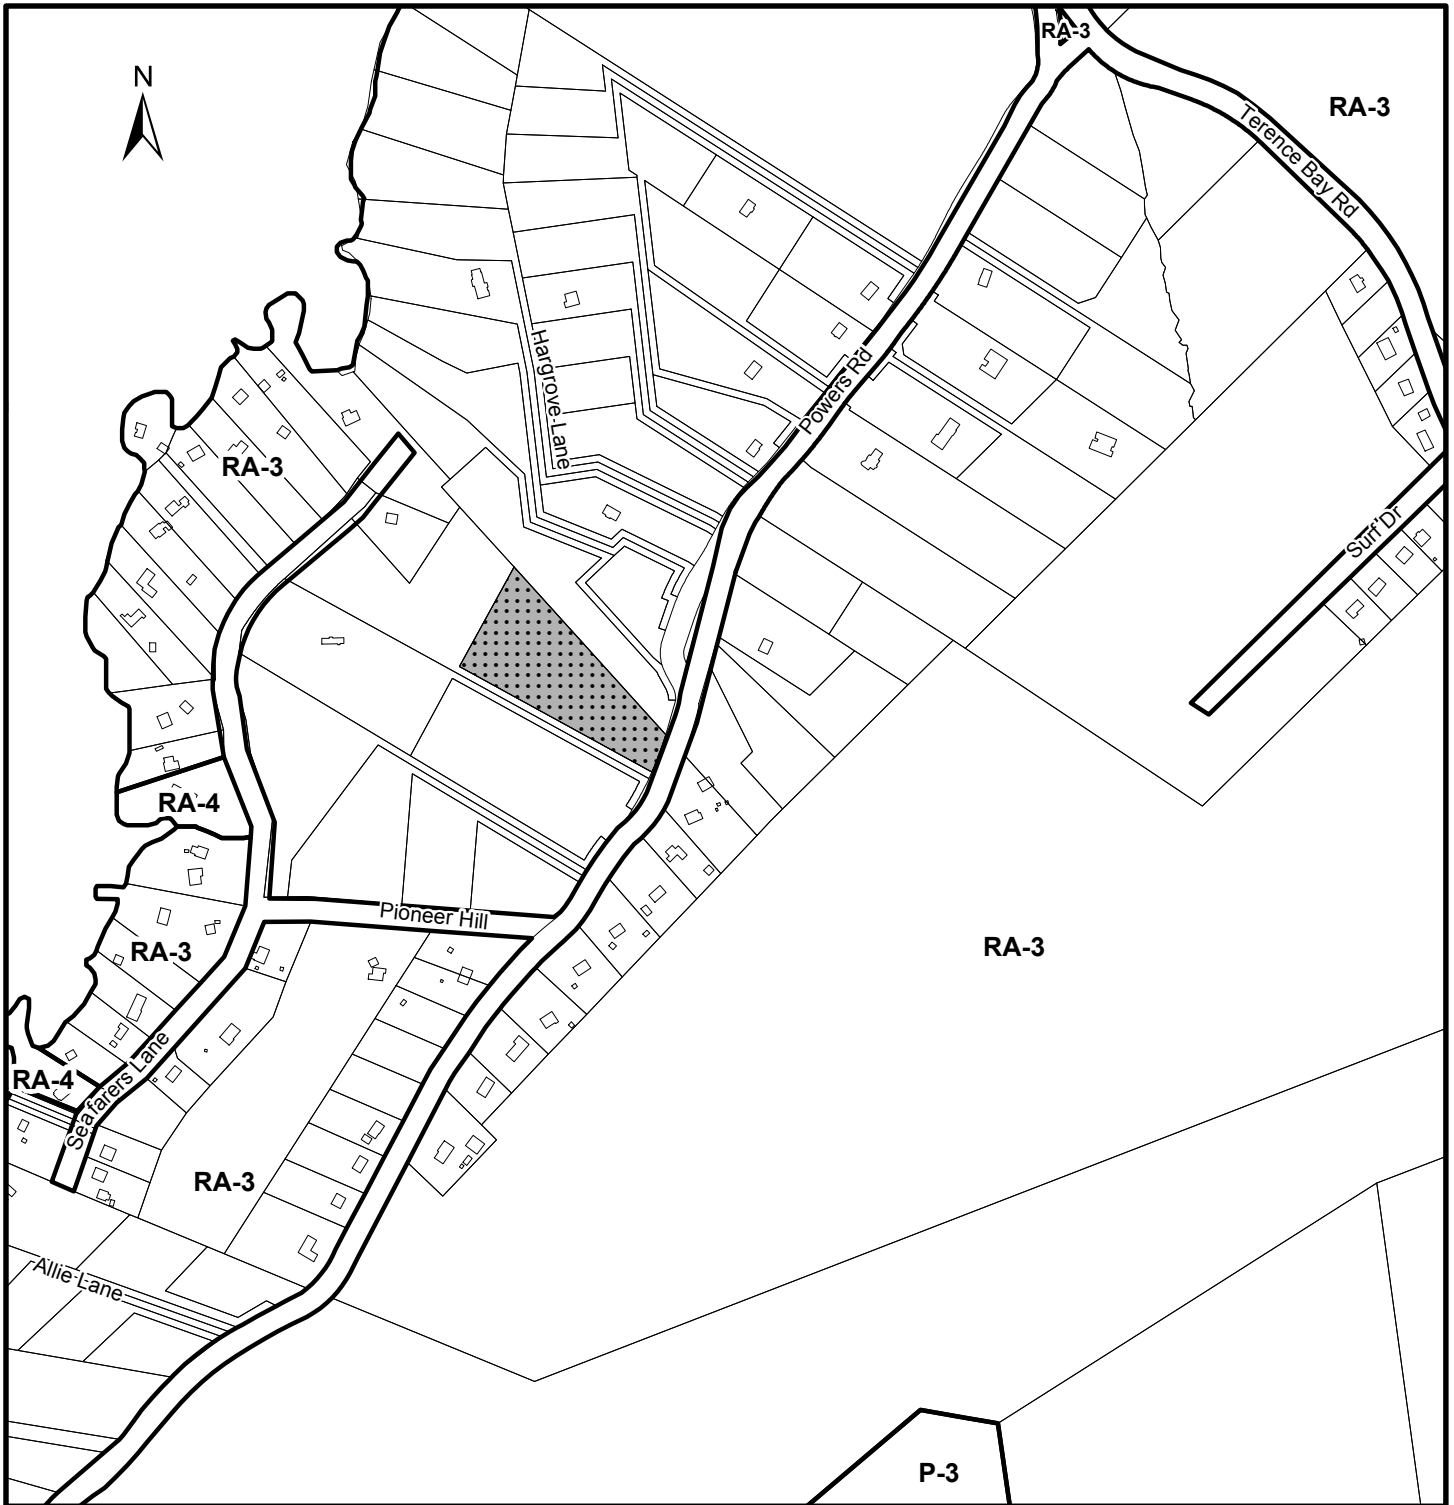 RA-3
N
RA-3
Terence Bay Rd
Hargrove Lane
Powers Rd
RA-3
Surf Dr
RA-4
Pioneer Hill
RA-3
RA-3
Seafarers Lane
RA-4
RA-3
Allie Lane
P-3